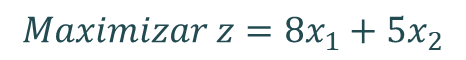 Maximizar z = 8x₁ + 5x₂